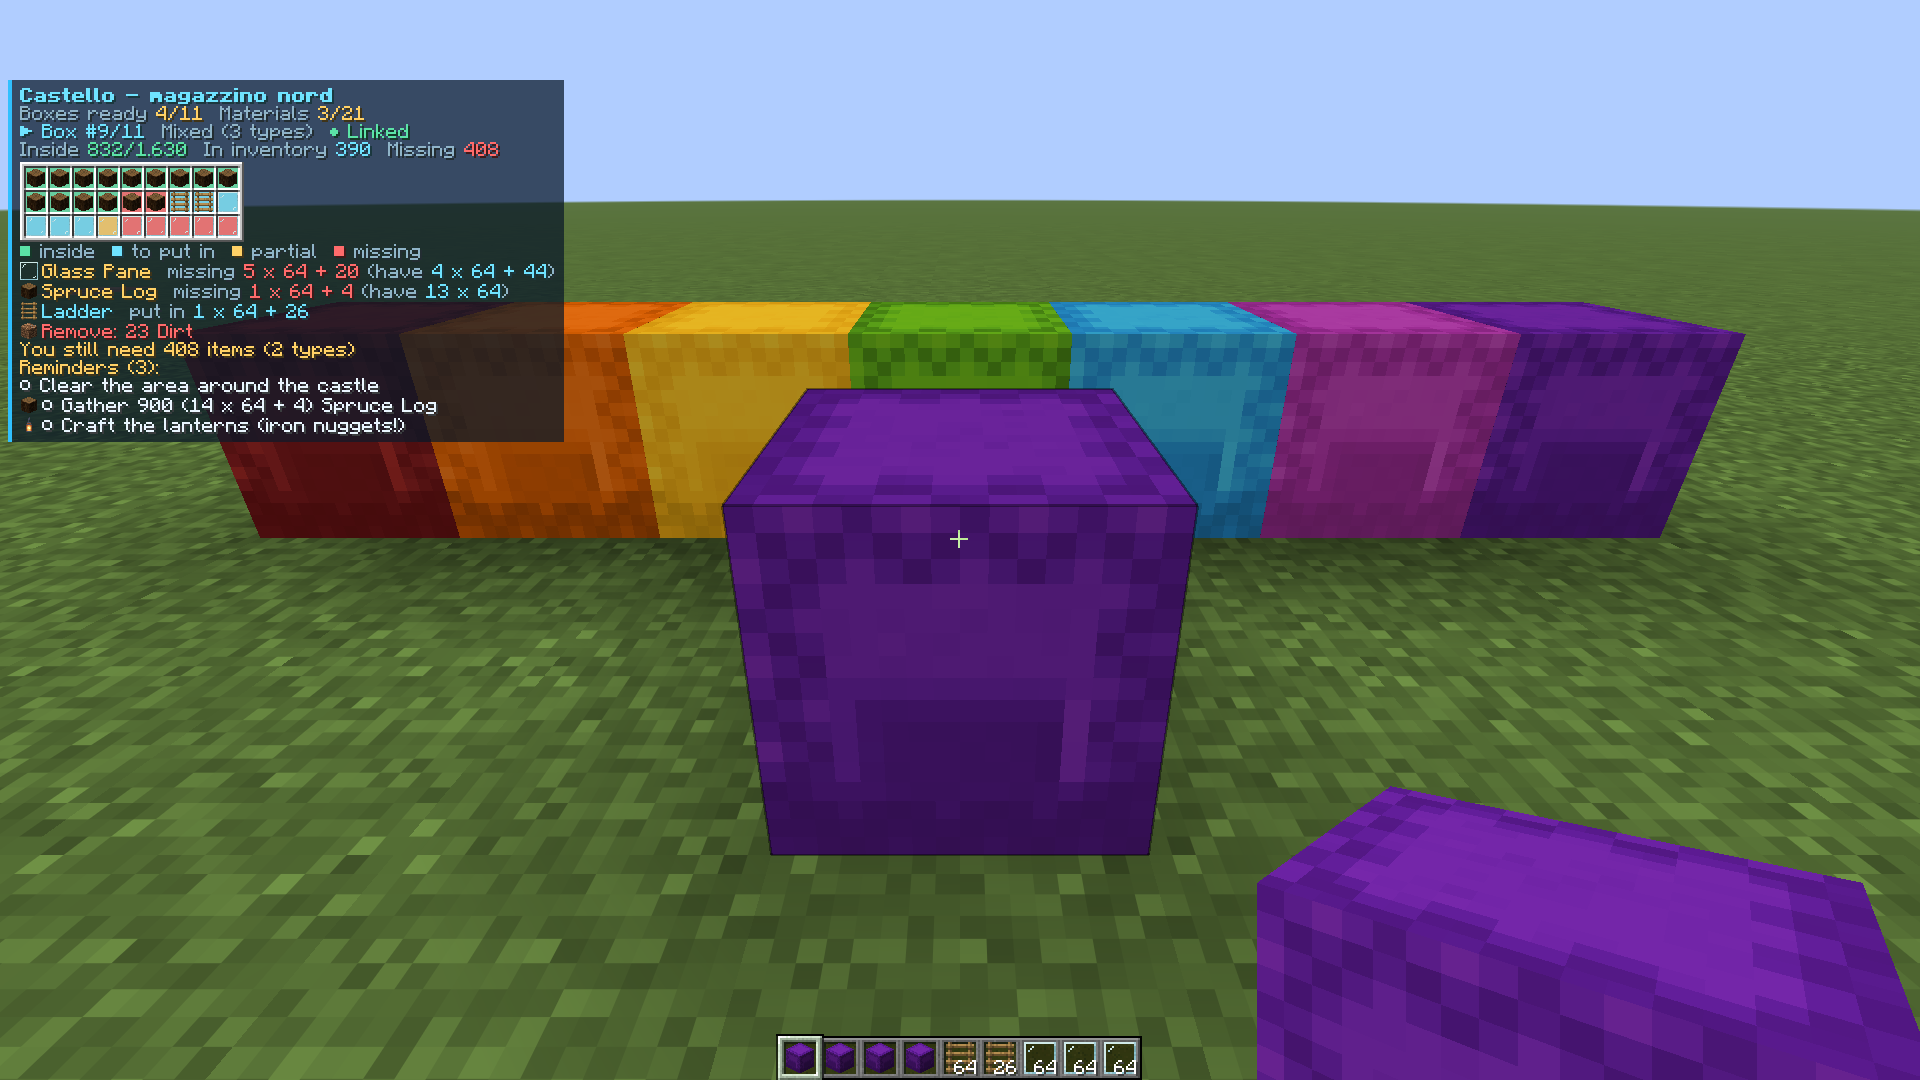 Castello – magazzino nord
Boxes ready 4/11 Materials 3/21
► Box #9/11 Mixed (3 types) ● Linked
Inside 832/1.630 In inventory 390 Missing 408
inside to put in partial missing
Glass Pane missing 5 x 64 + 20 (have 4 x 64 + 44)
Spruce Log missing 1 x 64 + 4 (have 13 x 64)
Ladder put in 1 x 64 + 26
Remove: 23 Dirt
You still need 408 items (2 types)
Reminders (3):
○ Clear the area around the castle
○ Gather 900 (14 x 64 + 4) Spruce Log
○ Craft the lanterns (iron nuggets!)
64 26 64 64 64